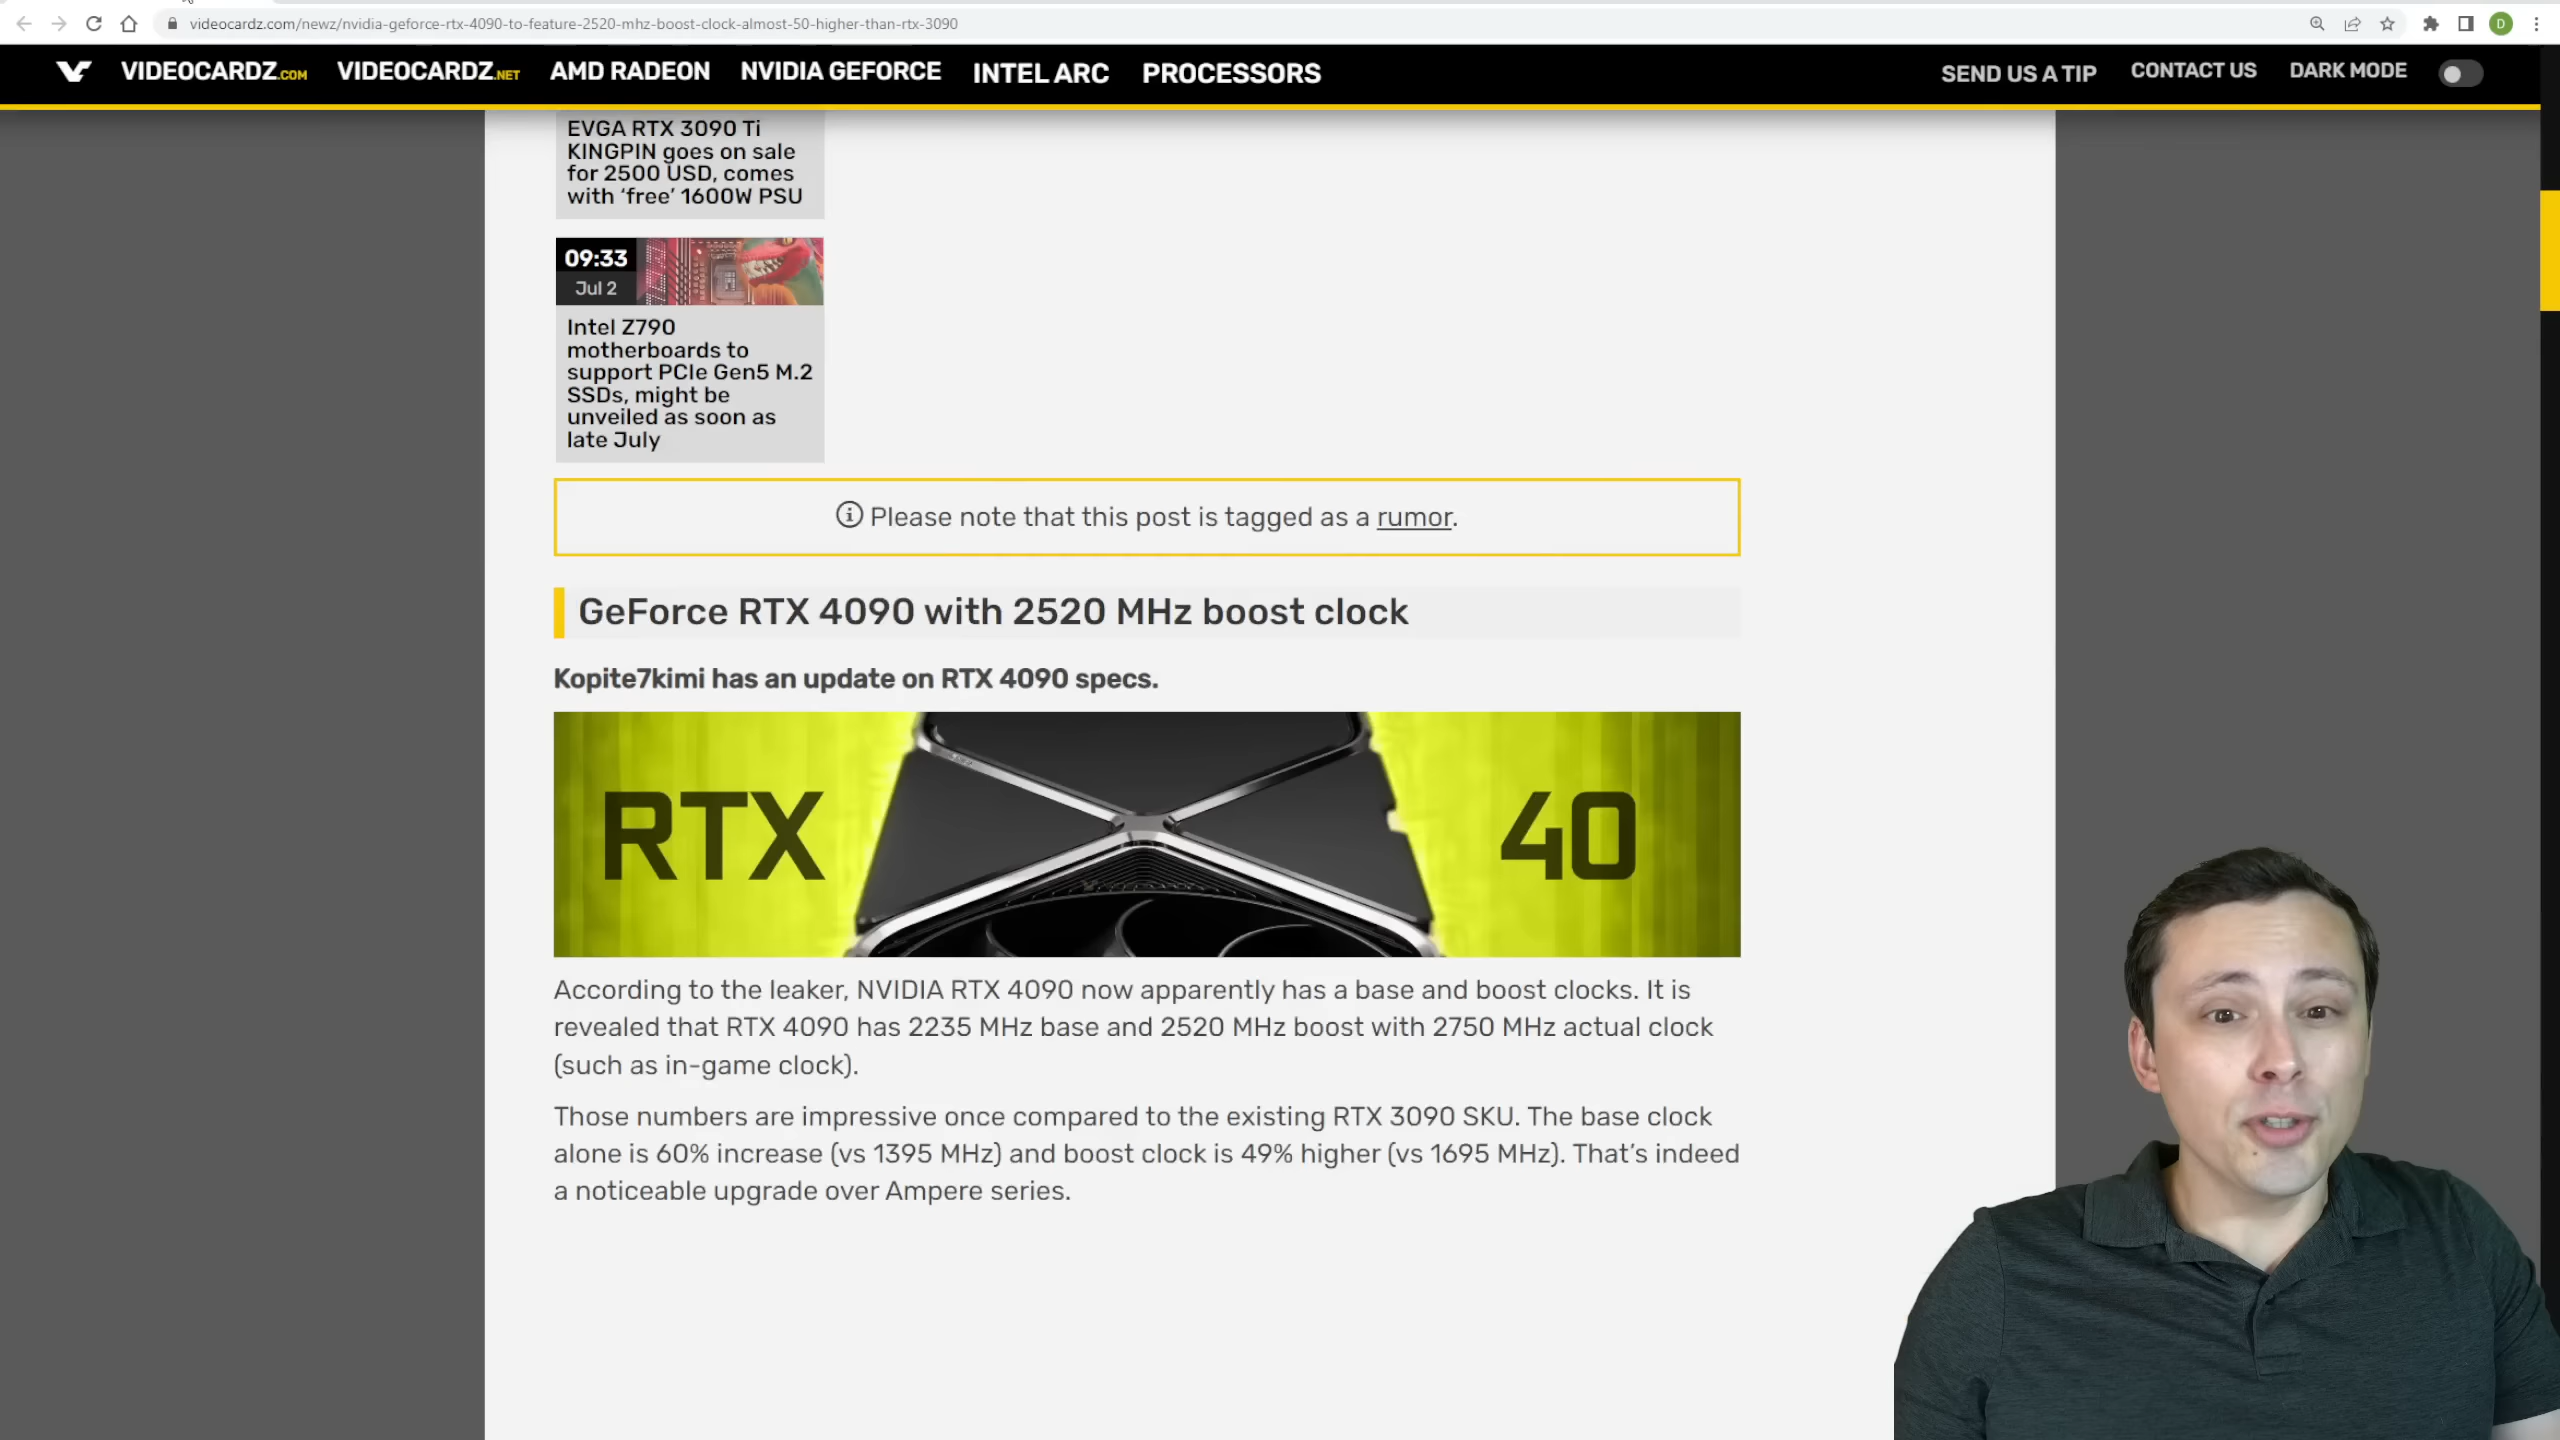 videocardz.com/newz/nvidia-geforce-rtx-4090-to-feature-2520-mhz-boost-clock-almost-50-higher-than-rtx-3090
D
VIDEOCARDZ.COM VIDEOCARDZ.NET AMD RADEON NVIDIA GEFORCE INTEL ARC PROCESSORS SEND US A TIP CONTACT US DARK MODE
EVGA RTX 3090 Ti
KINGPIN goes on sale
for 2500 USD, comes
with ‘free’ 1600W PSU
09:33
Jul 2
Intel Z790
motherboards to
support PCIe Gen5 M.2
SSDs, might be
unveiled as soon as
late July
Please note that this post is tagged as a rumor.
GeForce RTX 4090 with 2520 MHz boost clock
Kopite7kimi has an update on RTX 4090 specs.
RTX 40
According to the leaker, NVIDIA RTX 4090 now apparently has a base and boost clocks. It is
revealed that RTX 4090 has 2235 MHz base and 2520 MHz boost with 2750 MHz actual clock
(such as in-game clock).
Those numbers are impressive once compared to the existing RTX 3090 SKU. The base clock
alone is 60% increase (vs 1395 MHz) and boost clock is 49% higher (vs 1695 MHz). That’s indeed
a noticeable upgrade over Ampere series.